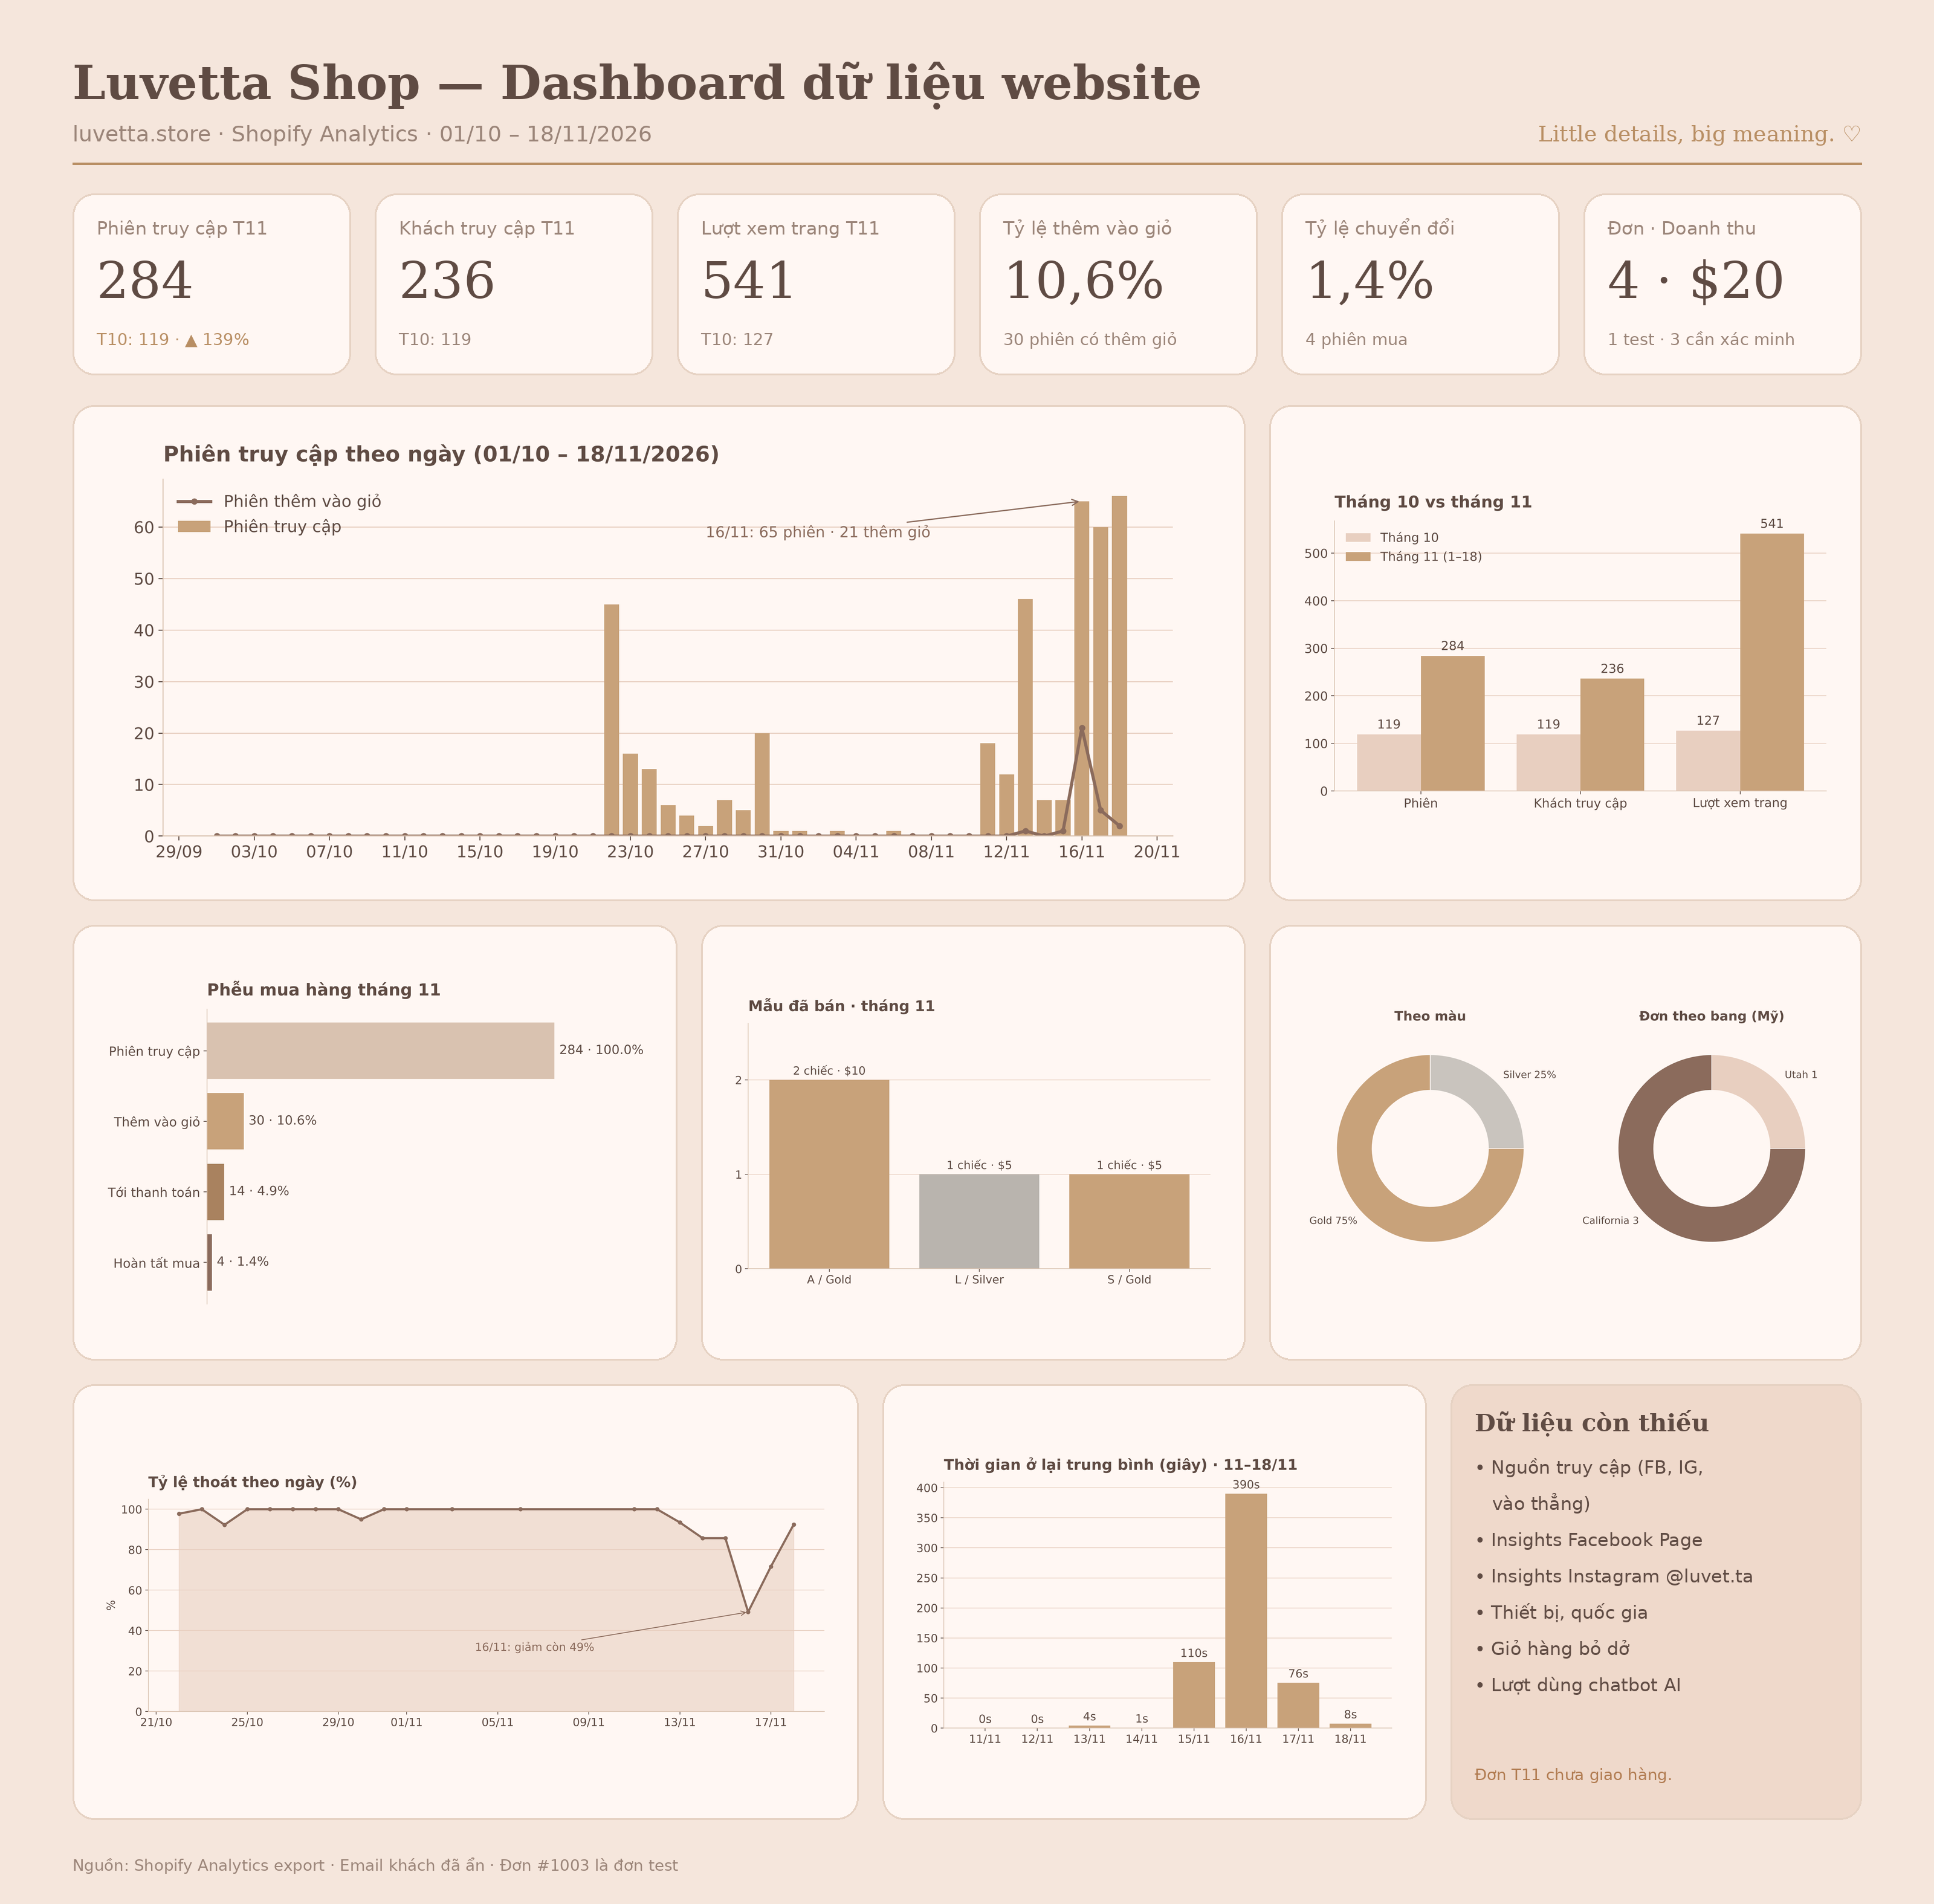 Luvetta Shop — Dashboard dữ liệu website
luvetta.store · Shopify Analytics · 01/10 – 18/11/2026
Little details, big meaning. ♡
Phiên truy cập T11
284
T10: 119 · ▲ 139%
Khách truy cập T11
236
T10: 119
Lượt xem trang T11
541
T10: 127
Tỷ lệ thêm vào giỏ
10,6%
30 phiên có thêm giỏ
Tỷ lệ chuyển đổi
1,4%
4 phiên mua
Đơn · Doanh thu
4 · $20
1 test · 3 cần xác minh
Phiên truy cập theo ngày (01/10 – 18/11/2026)
Phiên thêm vào giỏ
Phiên truy cập
16/11: 65 phiên · 21 thêm giỏ
60
50
40
30
20
10
0
29/09 03/10 07/10 11/10 15/10 19/10 23/10 27/10 31/10 04/11 08/11 12/11 16/11 20/11
Tháng 10 vs tháng 11
Tháng 10
Tháng 11 (1–18)
500
400
300
200
100
0
119 284 119 236 127 541
Phiên Khách truy cập Lượt xem trang
Phễu mua hàng tháng 11
Phiên truy cập 284 · 100.0%
Thêm vào giỏ 30 · 10.6%
Tới thanh toán 14 · 4.9%
Hoàn tất mua 4 · 1.4%
Mẫu đã bán · tháng 11
2
1
0
2 chiếc · $10 1 chiếc · $5 1 chiếc · $5
A / Gold L / Silver S / Gold
Theo màu
Silver 25%
Gold 75%
Đơn theo bang (Mỹ)
Utah 1
California 3
Tỷ lệ thoát theo ngày (%)
%
100
80
60
40
20
0
16/11: giảm còn 49%
21/10 25/10 29/10 01/11 05/11 09/11 13/11 17/11
Thời gian ở lại trung bình (giây) · 11–18/11
400
350
300
250
200
150
100
50
0
0s 0s 4s 1s 110s 390s 76s 8s
11/11 12/11 13/11 14/11 15/11 16/11 17/11 18/11
Dữ liệu còn thiếu
• Nguồn truy cập (FB, IG,
vào thẳng)
• Insights Facebook Page
• Insights Instagram @luvet.ta
• Thiết bị, quốc gia
• Giỏ hàng bỏ dở
• Lượt dùng chatbot AI
Đơn T11 chưa giao hàng.
Nguồn: Shopify Analytics export · Email khách đã ẩn · Đơn #1003 là đơn test